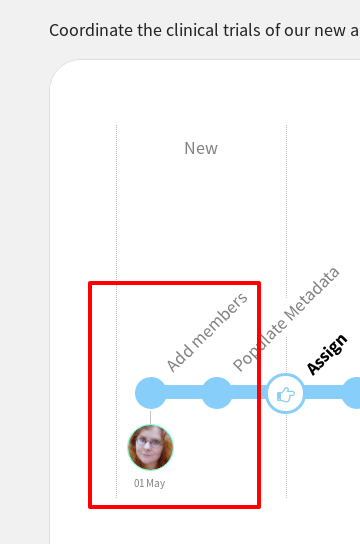 Coordinate the clinical trials of our new a
New
Add members
Populate Metadata
Assign
01 May